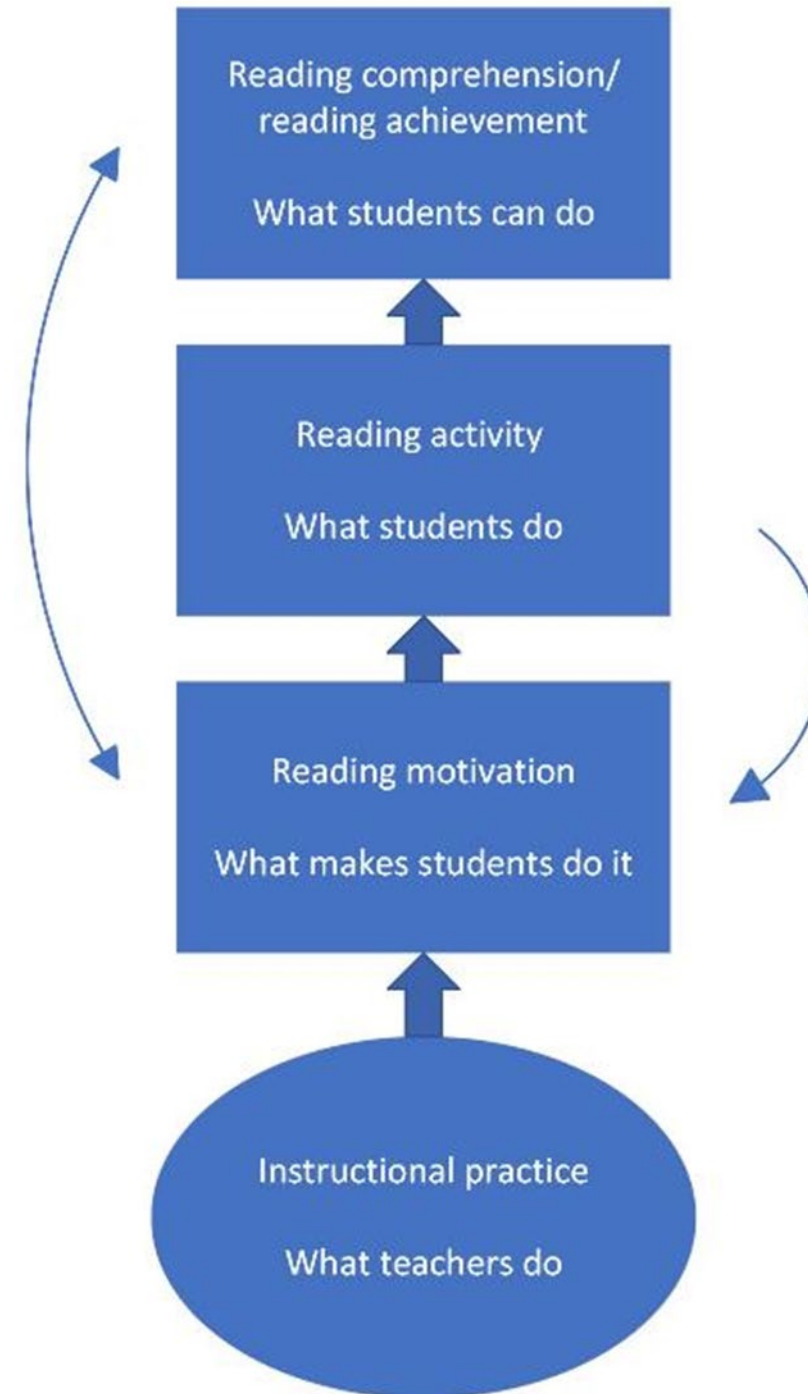 Reading comprehension/
reading achievement
What students can do
Reading activity
What students do
Reading motivation
What makes students do it
Instructional practice
What teachers do